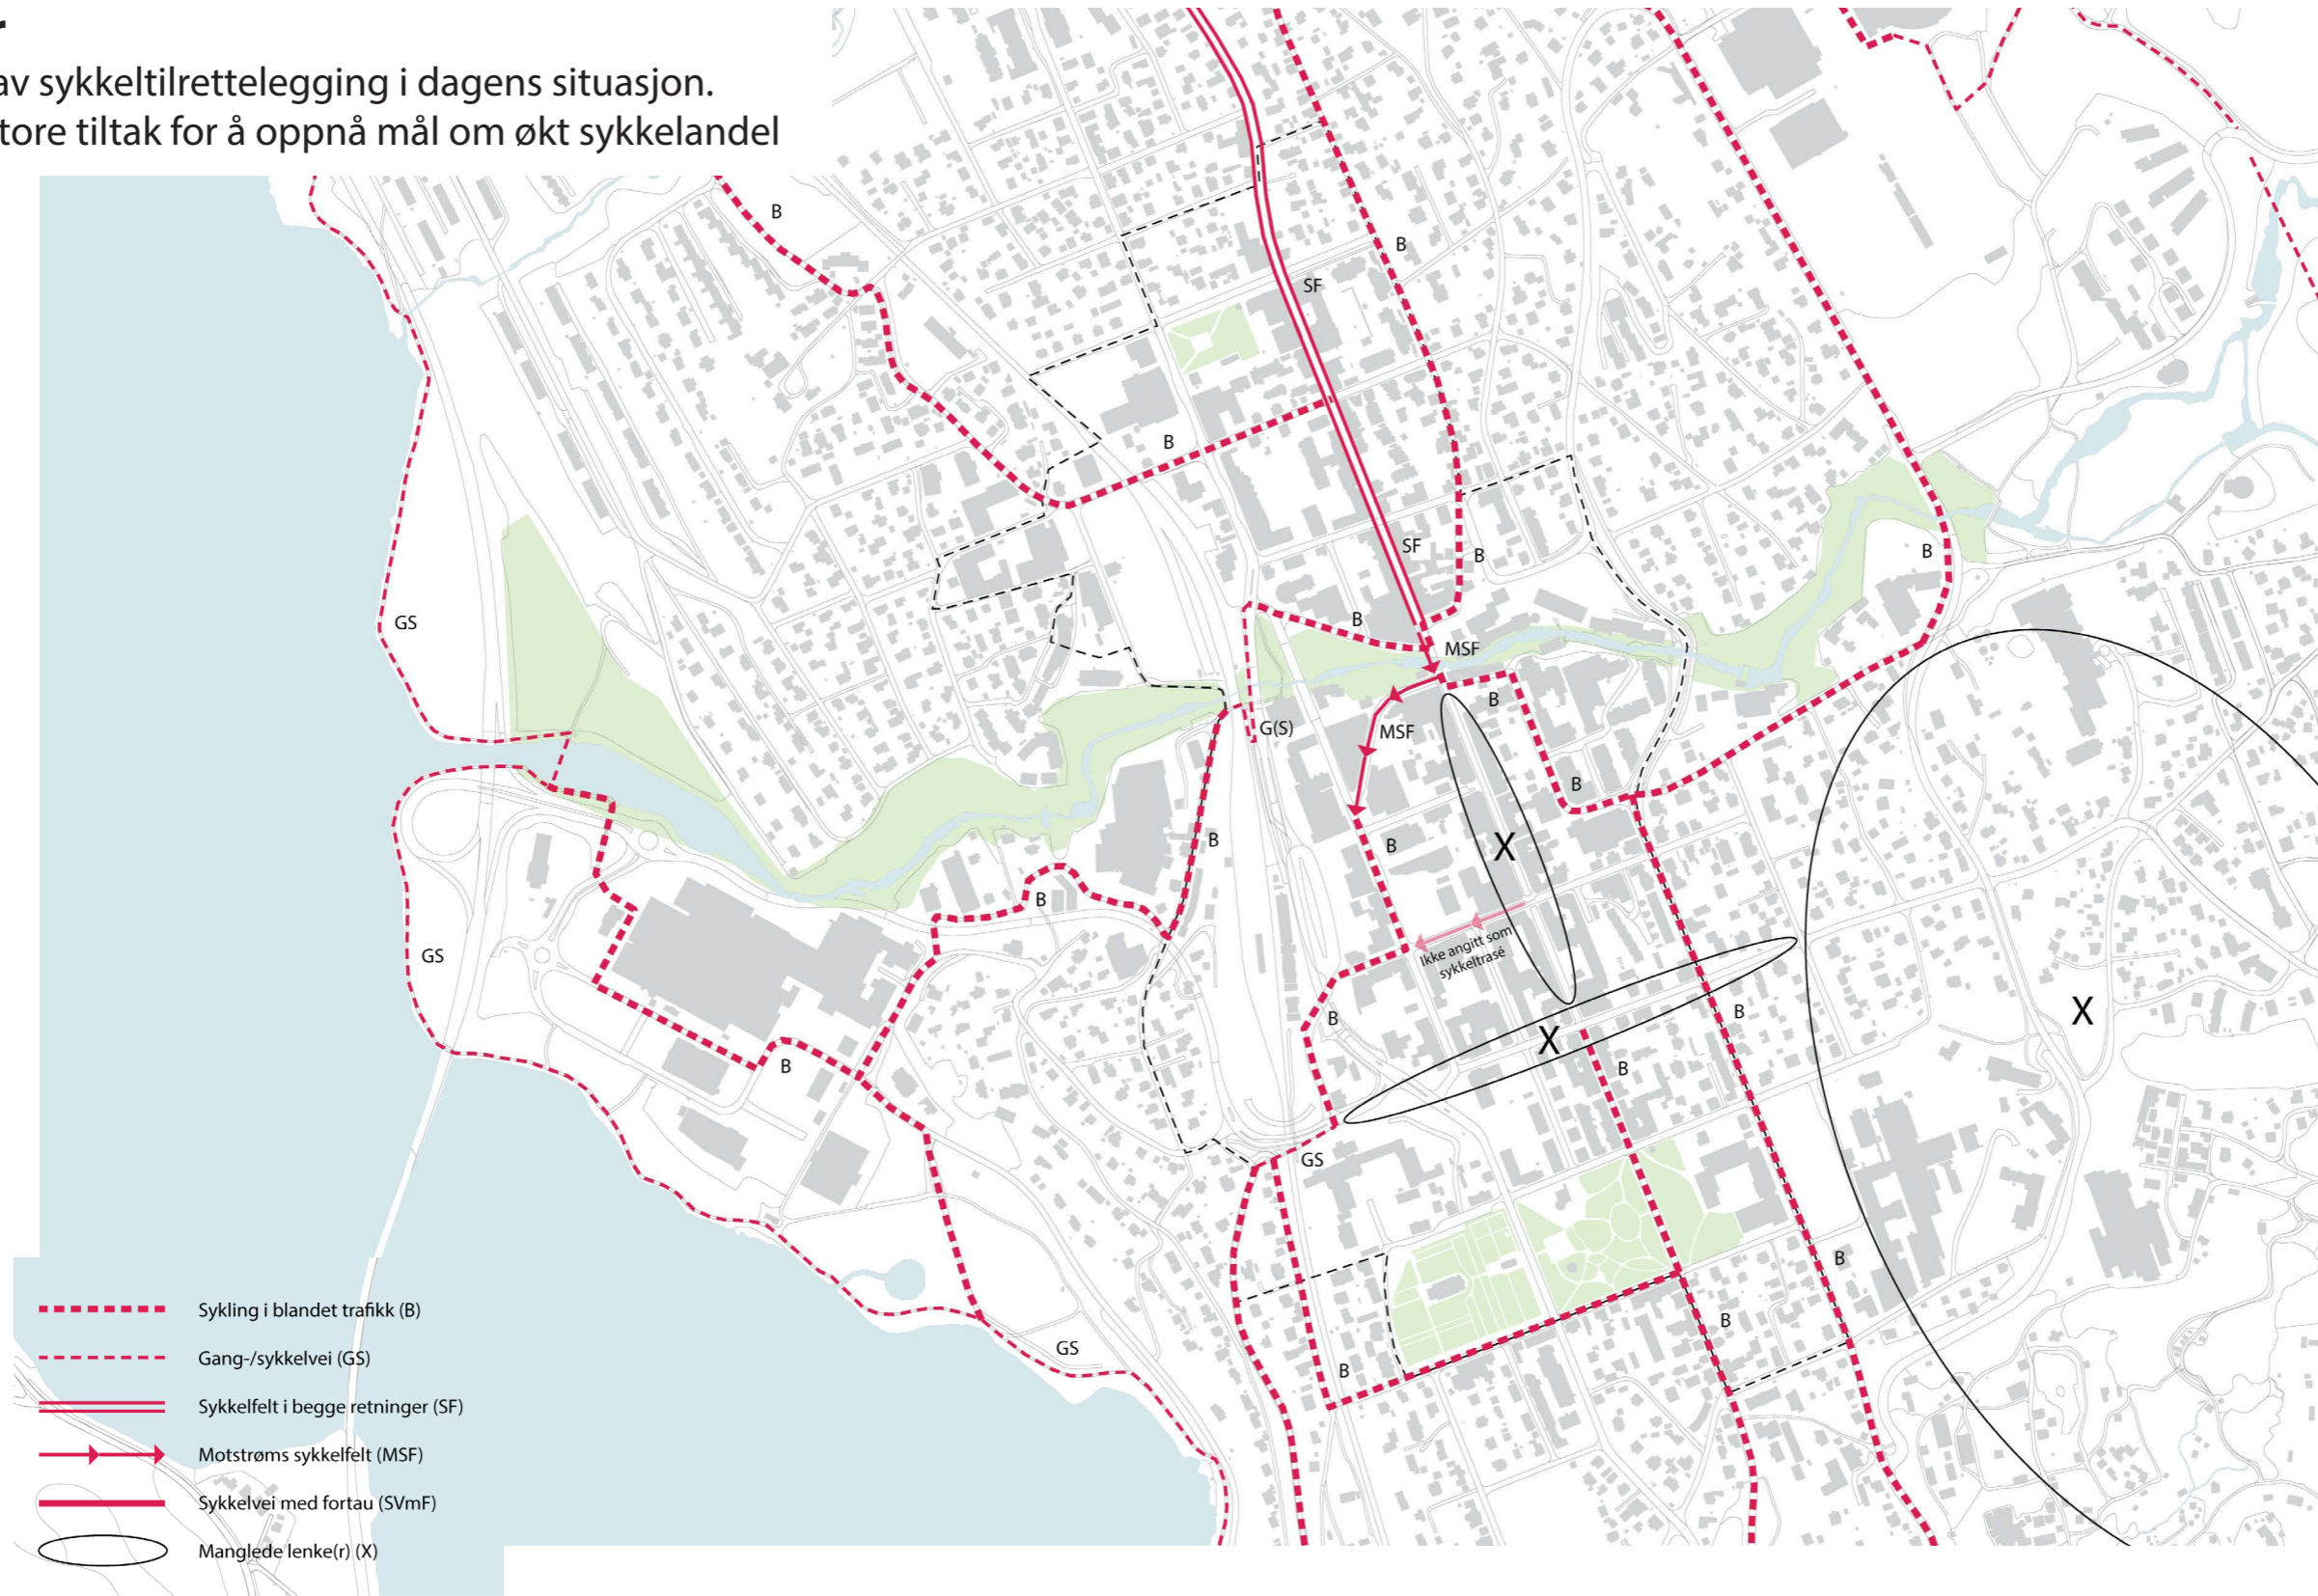 r
av sykkeltilrettelegging i dagens situasjon.
tore tiltak for å oppnå mål om økt sykkelandel
B
B
SF
B
SF
B
B
B
GS
MSF
B
G(S)
MSF
B
B
B
X
B
B
Ikke angitt som
sykkeltrasé
GS
X
B
B
X
B
B
GS
B
GS
B
B
Sykling i blandet trafikk (B)
Gang-/sykkelvei (GS)
Sykkelfelt i begge retninger (SF)
Motstrøms sykkelfelt (MSF)
Sykkelvei med fortau (SVmF)
Manglede lenke(r) (X)